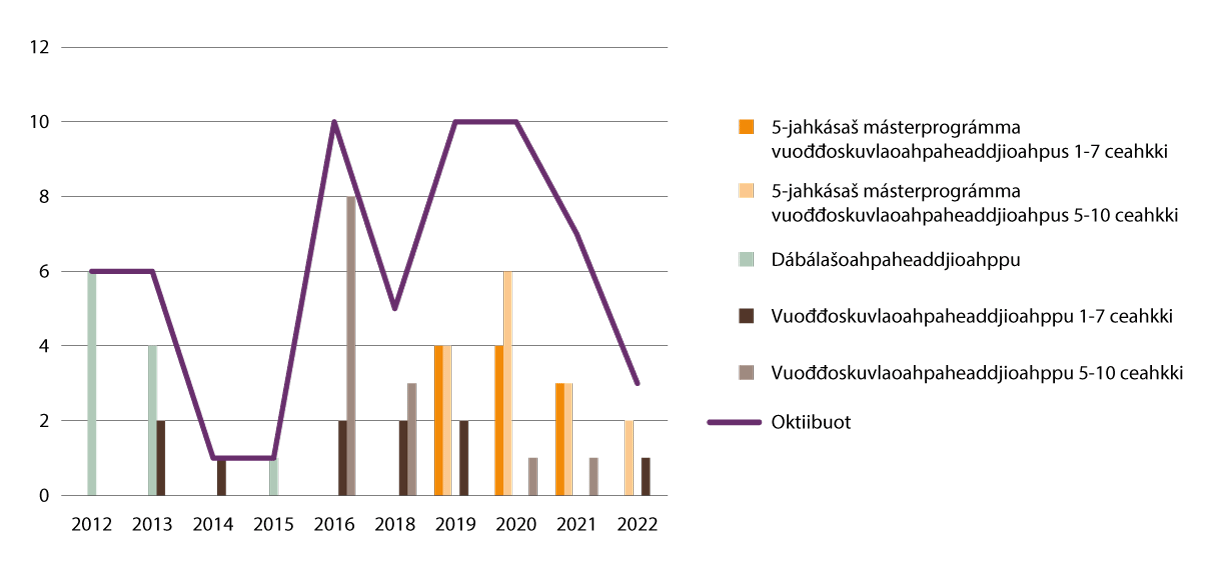 12
10
8
6
4
2
0
2012 2013 2014 2015 2016 2018 2019 2020 2021 2022
5-jahkásaš másterprográmma
vuođđoskuvlaoahpaheaddjioahpus 1-7 ceahkki
5-jahkásaš másterprográmma
vuođđoskuvlaoahpaheaddjioahpus 5-10 ceahkki
Dábálašoahpaheaddjioahppu
Vuođđoskuvlaoahpaheaddjioahppu 1-7 ceahkki
Vuođđoskuvlaoahpaheaddjioahppu 5-10 ceahkki
Oktiibuot